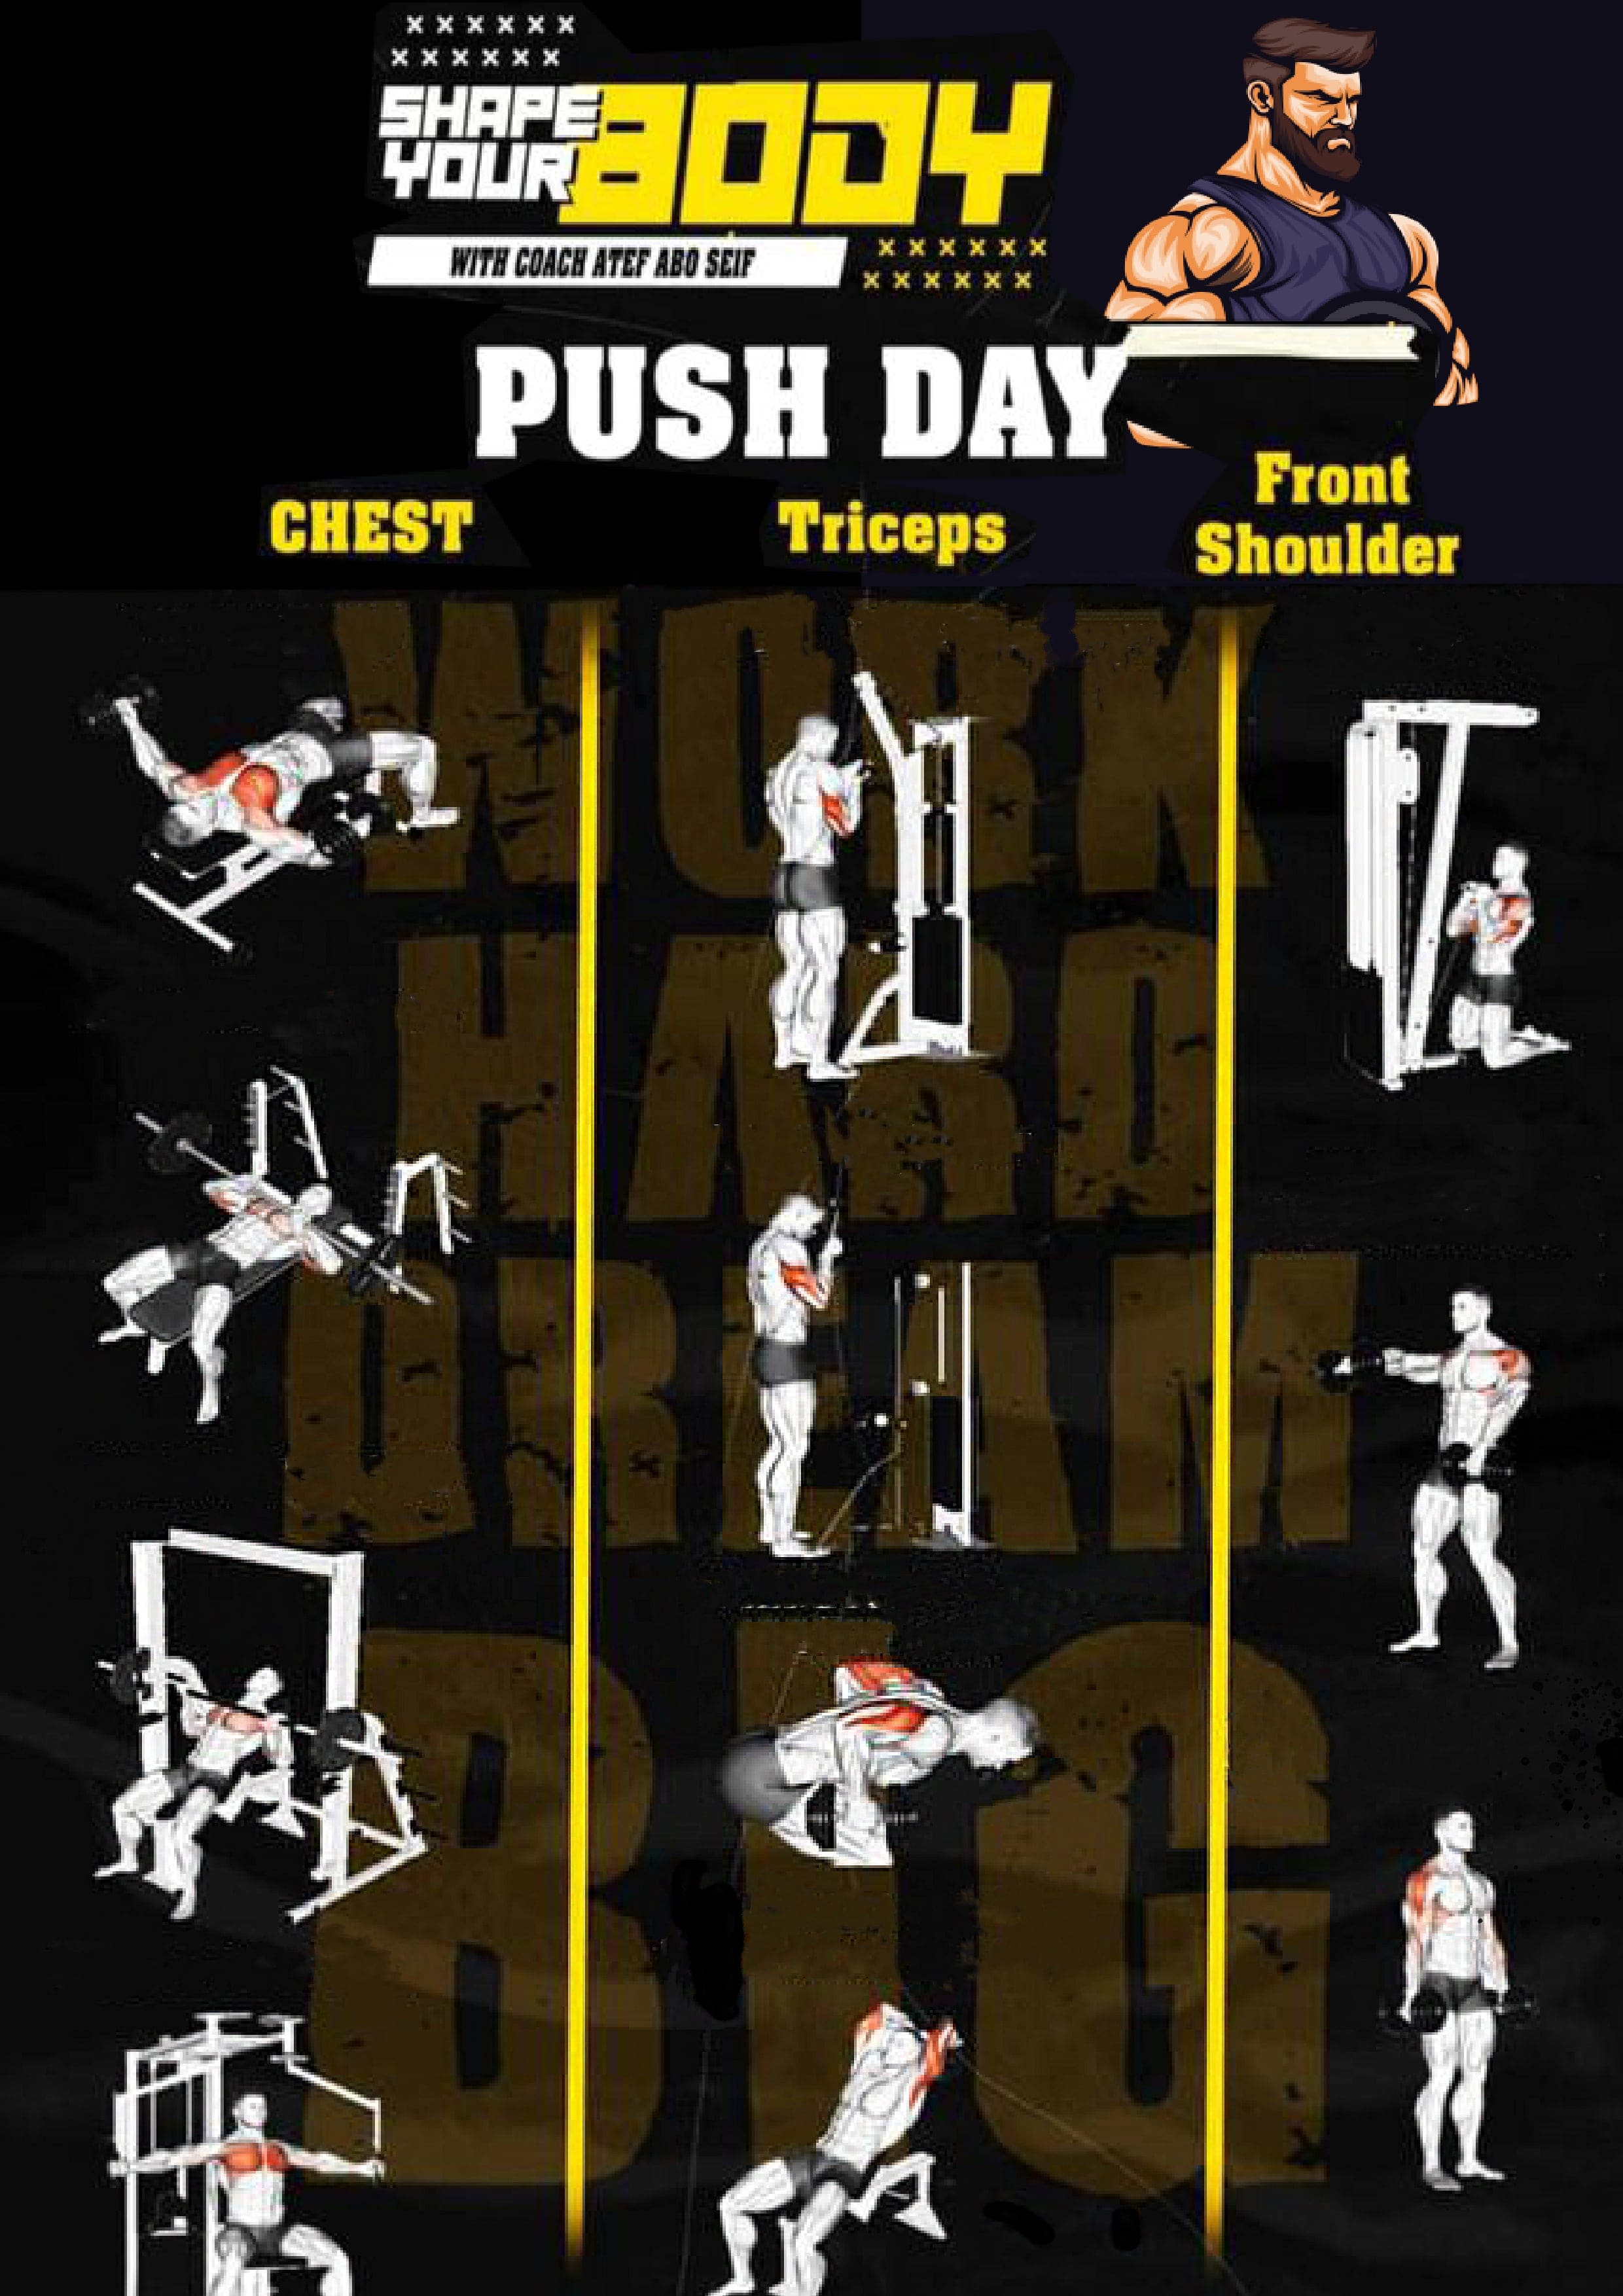 SHAPE
YOUR BODY
WITH COACH ATEF ABO SEIF
PUSH DAY
CHEST
Triceps
Front
Shoulder
WORK
HARD
DREAM
BIG